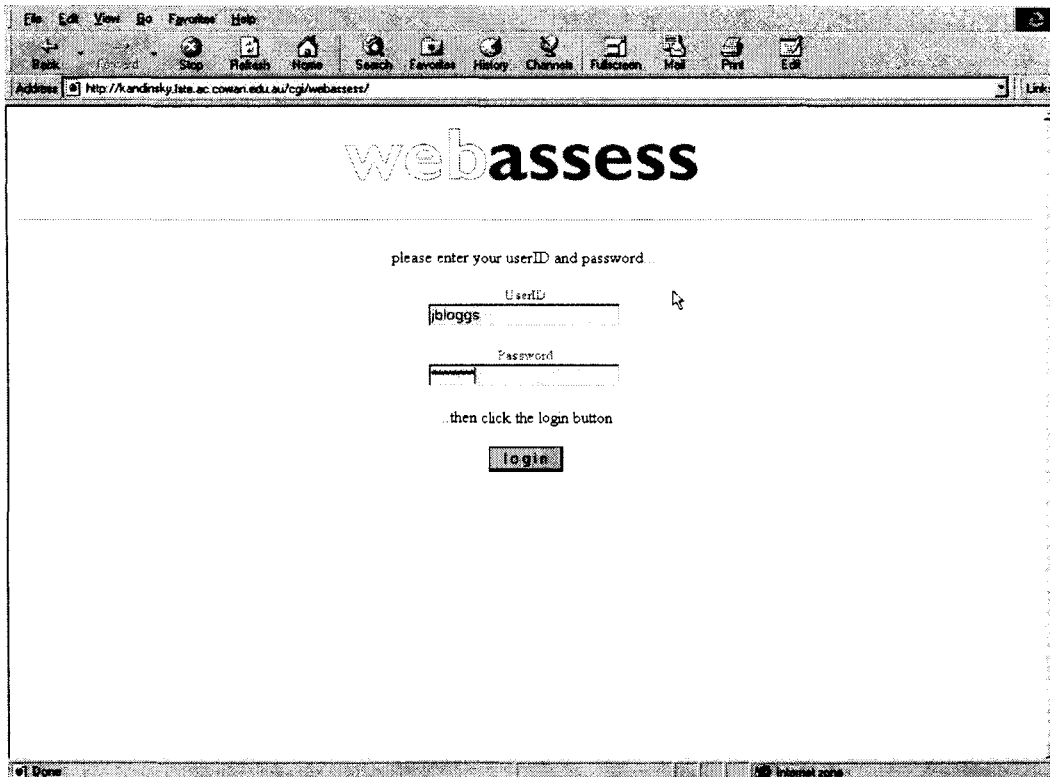 File Edit View Go Favorites Help
Back Forward Stop Refresh Home Search Favorites History Channels Fullscreen Mail Print Edit
Address http://kandinsky.lste.ac.cowan.edu.au/cgi/webassess/ Links
webassess
please enter your userID and password...
UserID
jbloggs
Password
********
...then click the login button
login
Done Internet zone